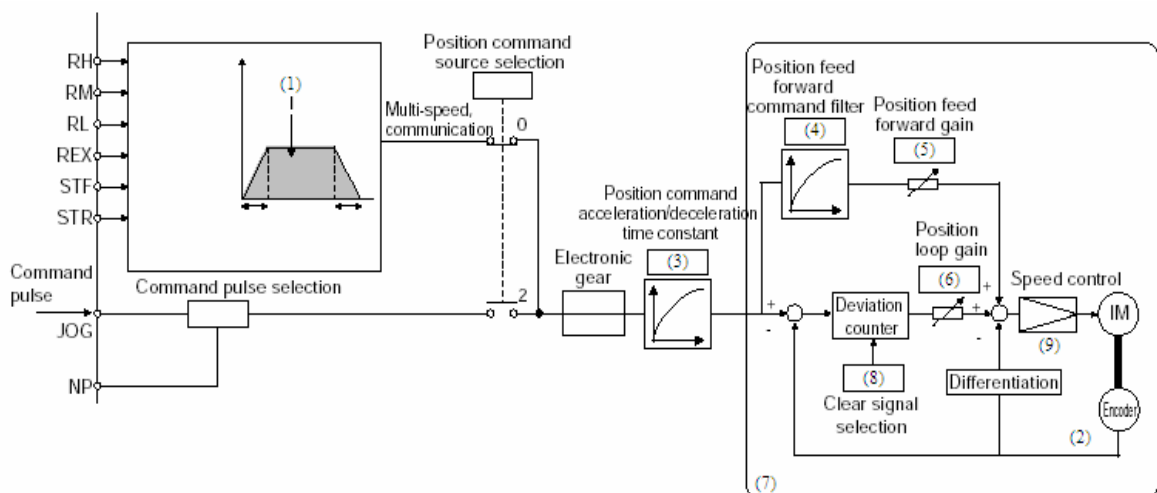 RH
RM
RL
REX
STF
STR
(1)
Position command
source selection
Multi-speed,
communication
0
2
Command
pulse
JOG
NP
Command pulse selection
Electronic
gear
Position command
acceleration/deceleration
time constant
(3)
Position feed
forward
command filter
(4)
Position feed
forward gain
(5)
Position
loop gain
(6)
+
-
Deviation
counter
(8)
Clear signal
selection
+
+
-
Speed control
(9)
IM
Differentiation
Encoder
(2)
(7)